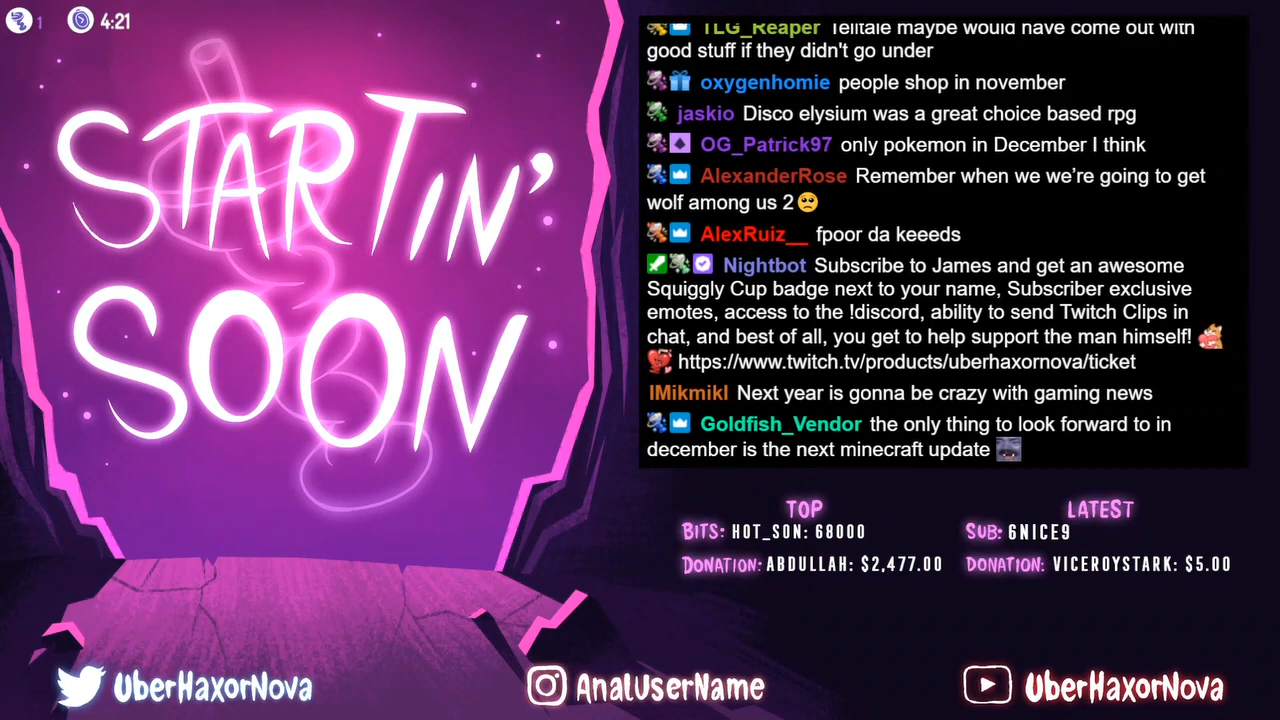 1 4:21
STARTIN'
SOON
TLG_Reaper Telltale maybe would have come out with
good stuff if they didn't go under
oxygenhomie people shop in november
jaskio Disco elysium was a great choice based rpg
OG_Patrick97 only pokemon in December I think
AlexanderRose Remember when we we're going to get
wolf among us 2🥺
AlexRuiz__ fpoor da keeeds
Nightbot Subscribe to James and get an awesome
Squiggly Cup badge next to your name, Subscriber exclusive
emotes, access to the !discord, ability to send Twitch Clips in
chat, and best of all, you get to help support the man himself!
https://www.twitch.tv/products/uberhaxornova/ticket
IMikmikI Next year is gonna be crazy with gaming news
Goldfish_Vendor the only thing to look forward to in
december is the next minecraft update
TOP
BITS: HOT_SON: 68000
DONATION: ABDULLAH: $2,477.00
LATEST
SUB: 6NICE9
DONATION: VICEROYSTARK: $5.00
UberHaxorNova
AnalUserName
UberHaxorNova